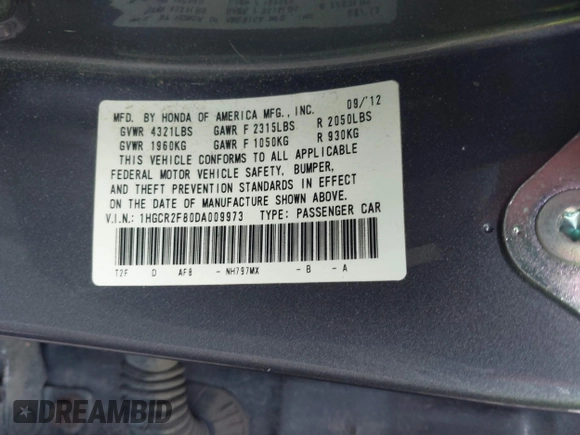 MFD. BY HONDA OF AMERICA MFG., INC. 09/'12
GVWR 4321LBS GAWR F 2315LBS R 2050LBS
GVWR 1960KG GAWR F 1050KG R 930KG
THIS VEHICLE CONFORMS TO ALL APPLICABLE
FEDERAL MOTOR VEHICLE SAFETY, BUMPER,
AND THEFT PREVENTION STANDARDS IN EFFECT
ON THE DATE OF MANUFACTURE SHOWN ABOVE.
V.I.N.: 1HGCR2F80DA009973 TYPE: PASSENGER CAR
T2F D AF8 - NH797MX - B - A
DREAMBID